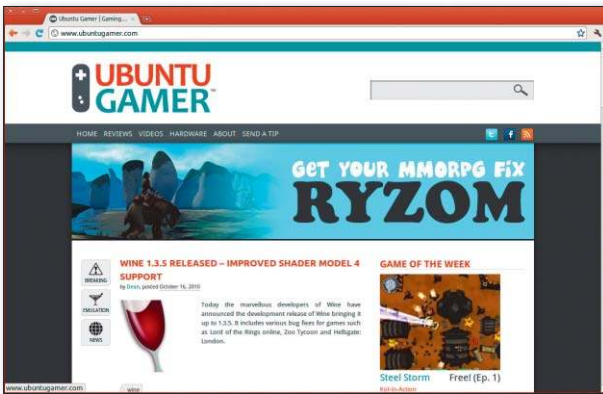 Ubuntu Gamer | Gaming...
www.ubuntugamer.com
UBUNTU
GAMER™
HOME REVIEWS VIDEOS HARDWARE ABOUT SEND A TIP
GET YOUR MMORPG FIX
RYZOM
BREAKING
EMULATION
NEWS
WINE 1.3.5 RELEASED – IMPROVED SHADER MODEL 4
SUPPORT
by Dean, posted October 16, 2010
Today the marvellous developers of Wine have
announced the development release of Wine bringing it
up to 1.3.5. It includes various bug fixes for games such
as Lord of the Rings online, Zoo Tycoon and Hellgate:
London.
wine
GAME OF THE WEEK
Steel Storm Free! (Ep. 1)
Kot-in-Action
www.ubuntugamer.com